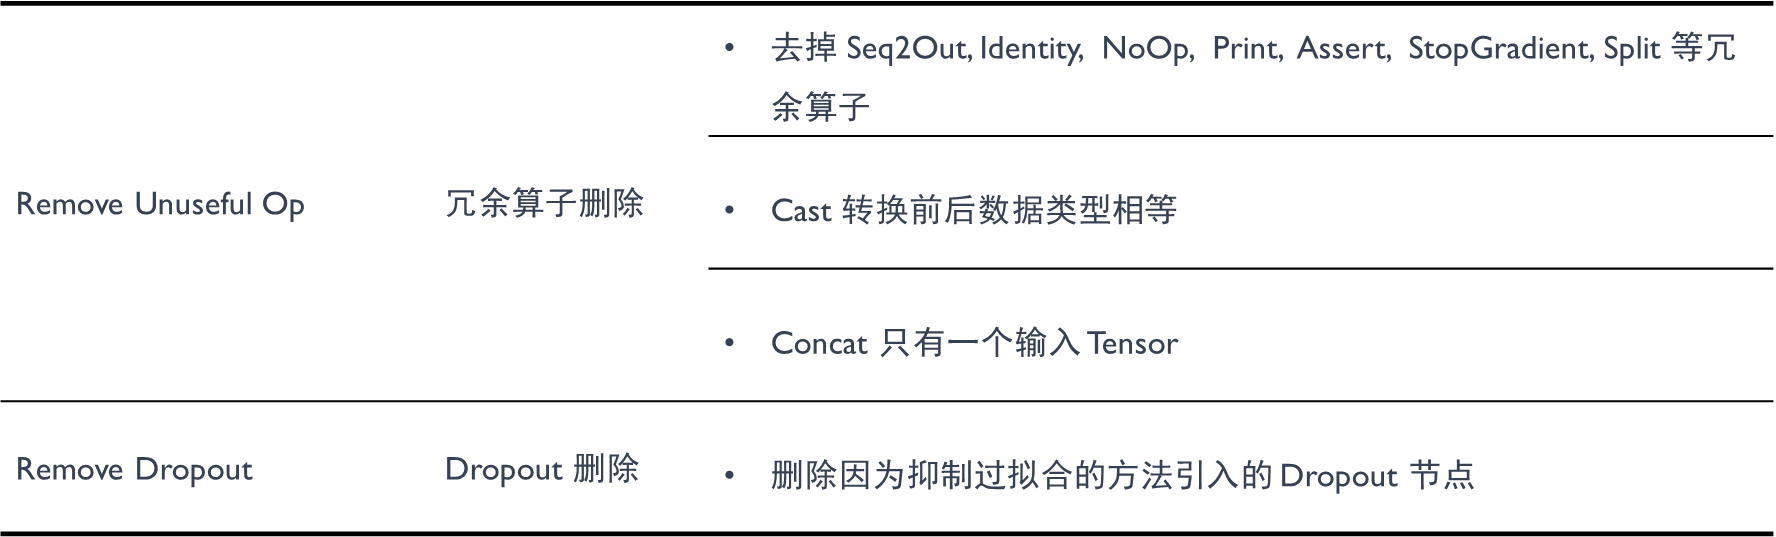 • 去掉 Seq2Out, Identity, NoOp, Print, Assert, StopGradient, Split 等冗
余算子
Remove Unuseful Op 冗余算子删除
• Cast 转换前后数据类型相等
• Concat 只有一个输入 Tensor
Remove Dropout Dropout 删除 • 删除因为抑制过拟合的方法引入的 Dropout 节点